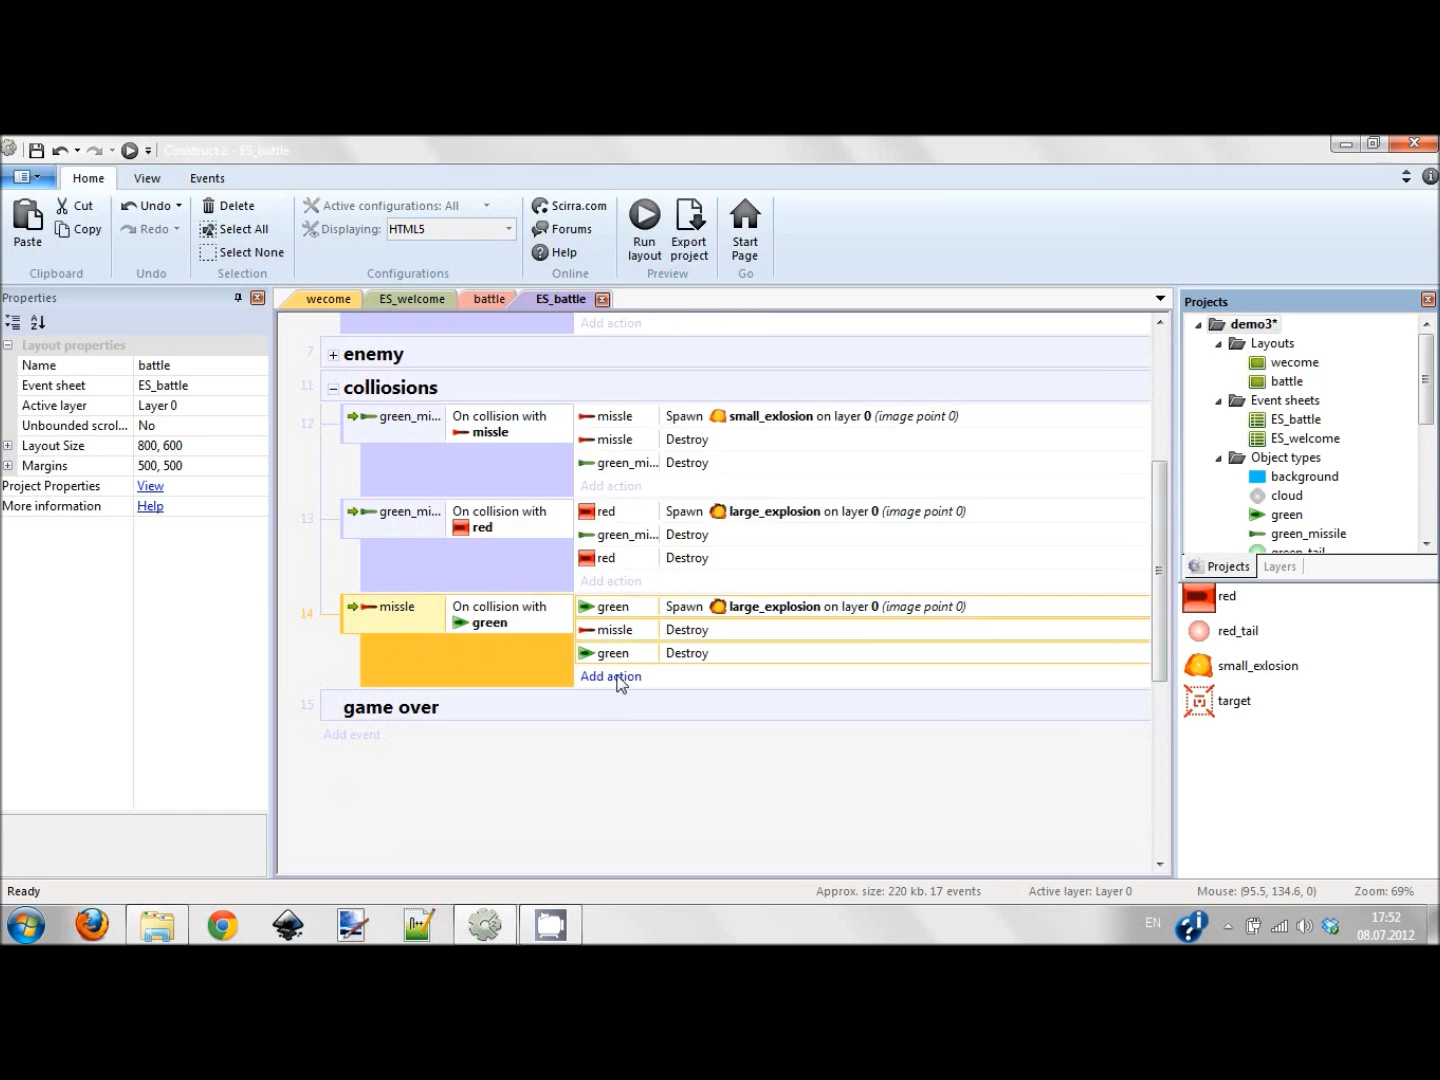 Construct 2 - ES_battle
Home View Events
Paste
Cut
Copy
Clipboard
Undo
Redo
Undo
Delete
Select All
Select None
Selection
Active configurations: All
Displaying: HTML5
Configurations
Scirra.com
Forums
Help
Online
Run layout
Export project
Preview
Start Page
Go
Properties
Layout properties
Name battle
Event sheet ES_battle
Active layer Layer 0
Unbounded scrol... No
Layout Size 800, 600
Margins 500, 500
Project Properties View
More information Help
wecome ES_welcome battle ES_battle
Add action
7 enemy
11 colliosions
12 green_mi... On collision with missle
missle Spawn small_exlosion on layer 0 (image point 0)
missle Destroy
green_mi... Destroy
Add action
13 green_mi... On collision with red
red Spawn large_explosion on layer 0 (image point 0)
green_mi... Destroy
red Destroy
Add action
14 missle On collision with green
green Spawn large_explosion on layer 0 (image point 0)
missle Destroy
green Destroy
Add action
15 game over
Add event
Projects
demo3*
Layouts
wecome
battle
Event sheets
ES_battle
ES_welcome
Object types
background
cloud
green
green_missile
green_tail
Projects Layers
red
red_tail
small_exlosion
target
Ready Approx. size: 220 kb. 17 events Active layer: Layer 0 Mouse: (95.5, 134.6, 0) Zoom: 69%
EN
17:52
08.07.2012